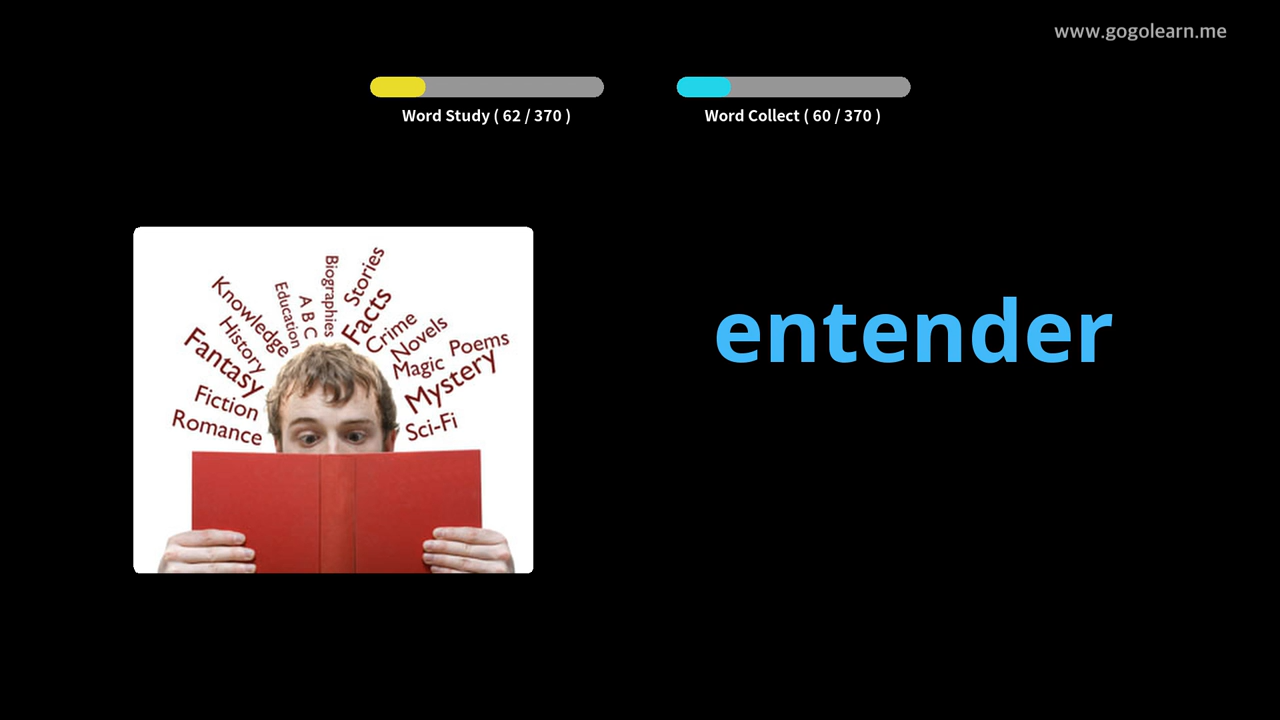 www.gogolearn.me
Word Study ( 62 / 370 )
Word Collect ( 60 / 370 )
entender
Biographies
Stories
Education
A B C
Facts
Knowledge
History
Crime
Novels
Fantasy
Magic
Poems
Mystery
Fiction
Romance
Sci-Fi